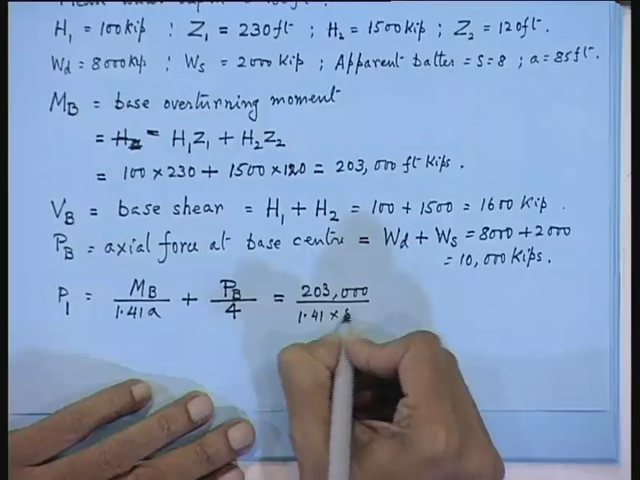 H1 = 100 kip : Z1 = 230 ft ; H2 = 1500 kip ; Z2 = 120 ft.
Wd = 8000 kip ; Ws = 2000 kip ; Apparent batter = S = 8 ; a = 85 ft.
MB = base overturning moment
= H2 = H1Z1 + H2Z2
= 100 × 230 + 1500 × 120 = 203,000 ft kips.
VB = base shear = H1 + H2 = 100 + 1500 = 1600 kip.
PB = axial force at base centre = Wd + Ws = 8000 + 2000
= 10,000 kips.
P1 = MB/1.41a + PB/4 = 203,000/1.41 ×